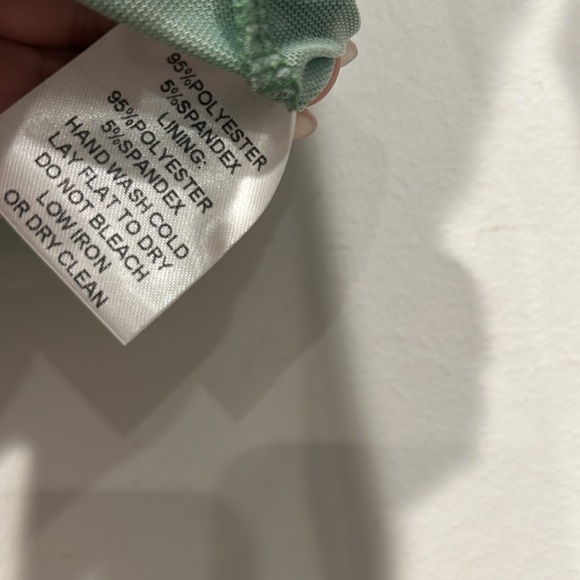 95%POLYESTER
5%SPANDEX
LINING:
95%POLYESTER
5%SPANDEX
HAND WASH COLD
LAY FLAT TO DRY
DO NOT BLEACH
LOW IRON
OR DRY CLEAN